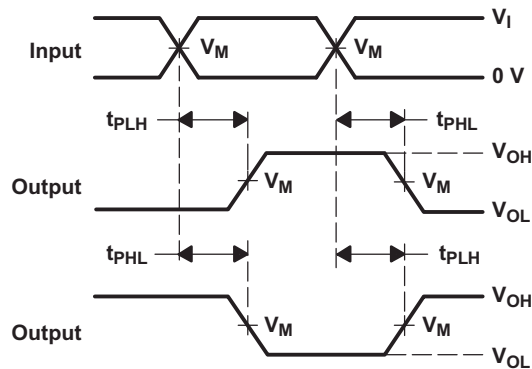 V_I
Input V_M V_M
0 V
t_PLH t_PHL
V_OH
Output V_M V_M
V_OL
t_PHL t_PLH
V_OH
Output V_M V_M
V_OL